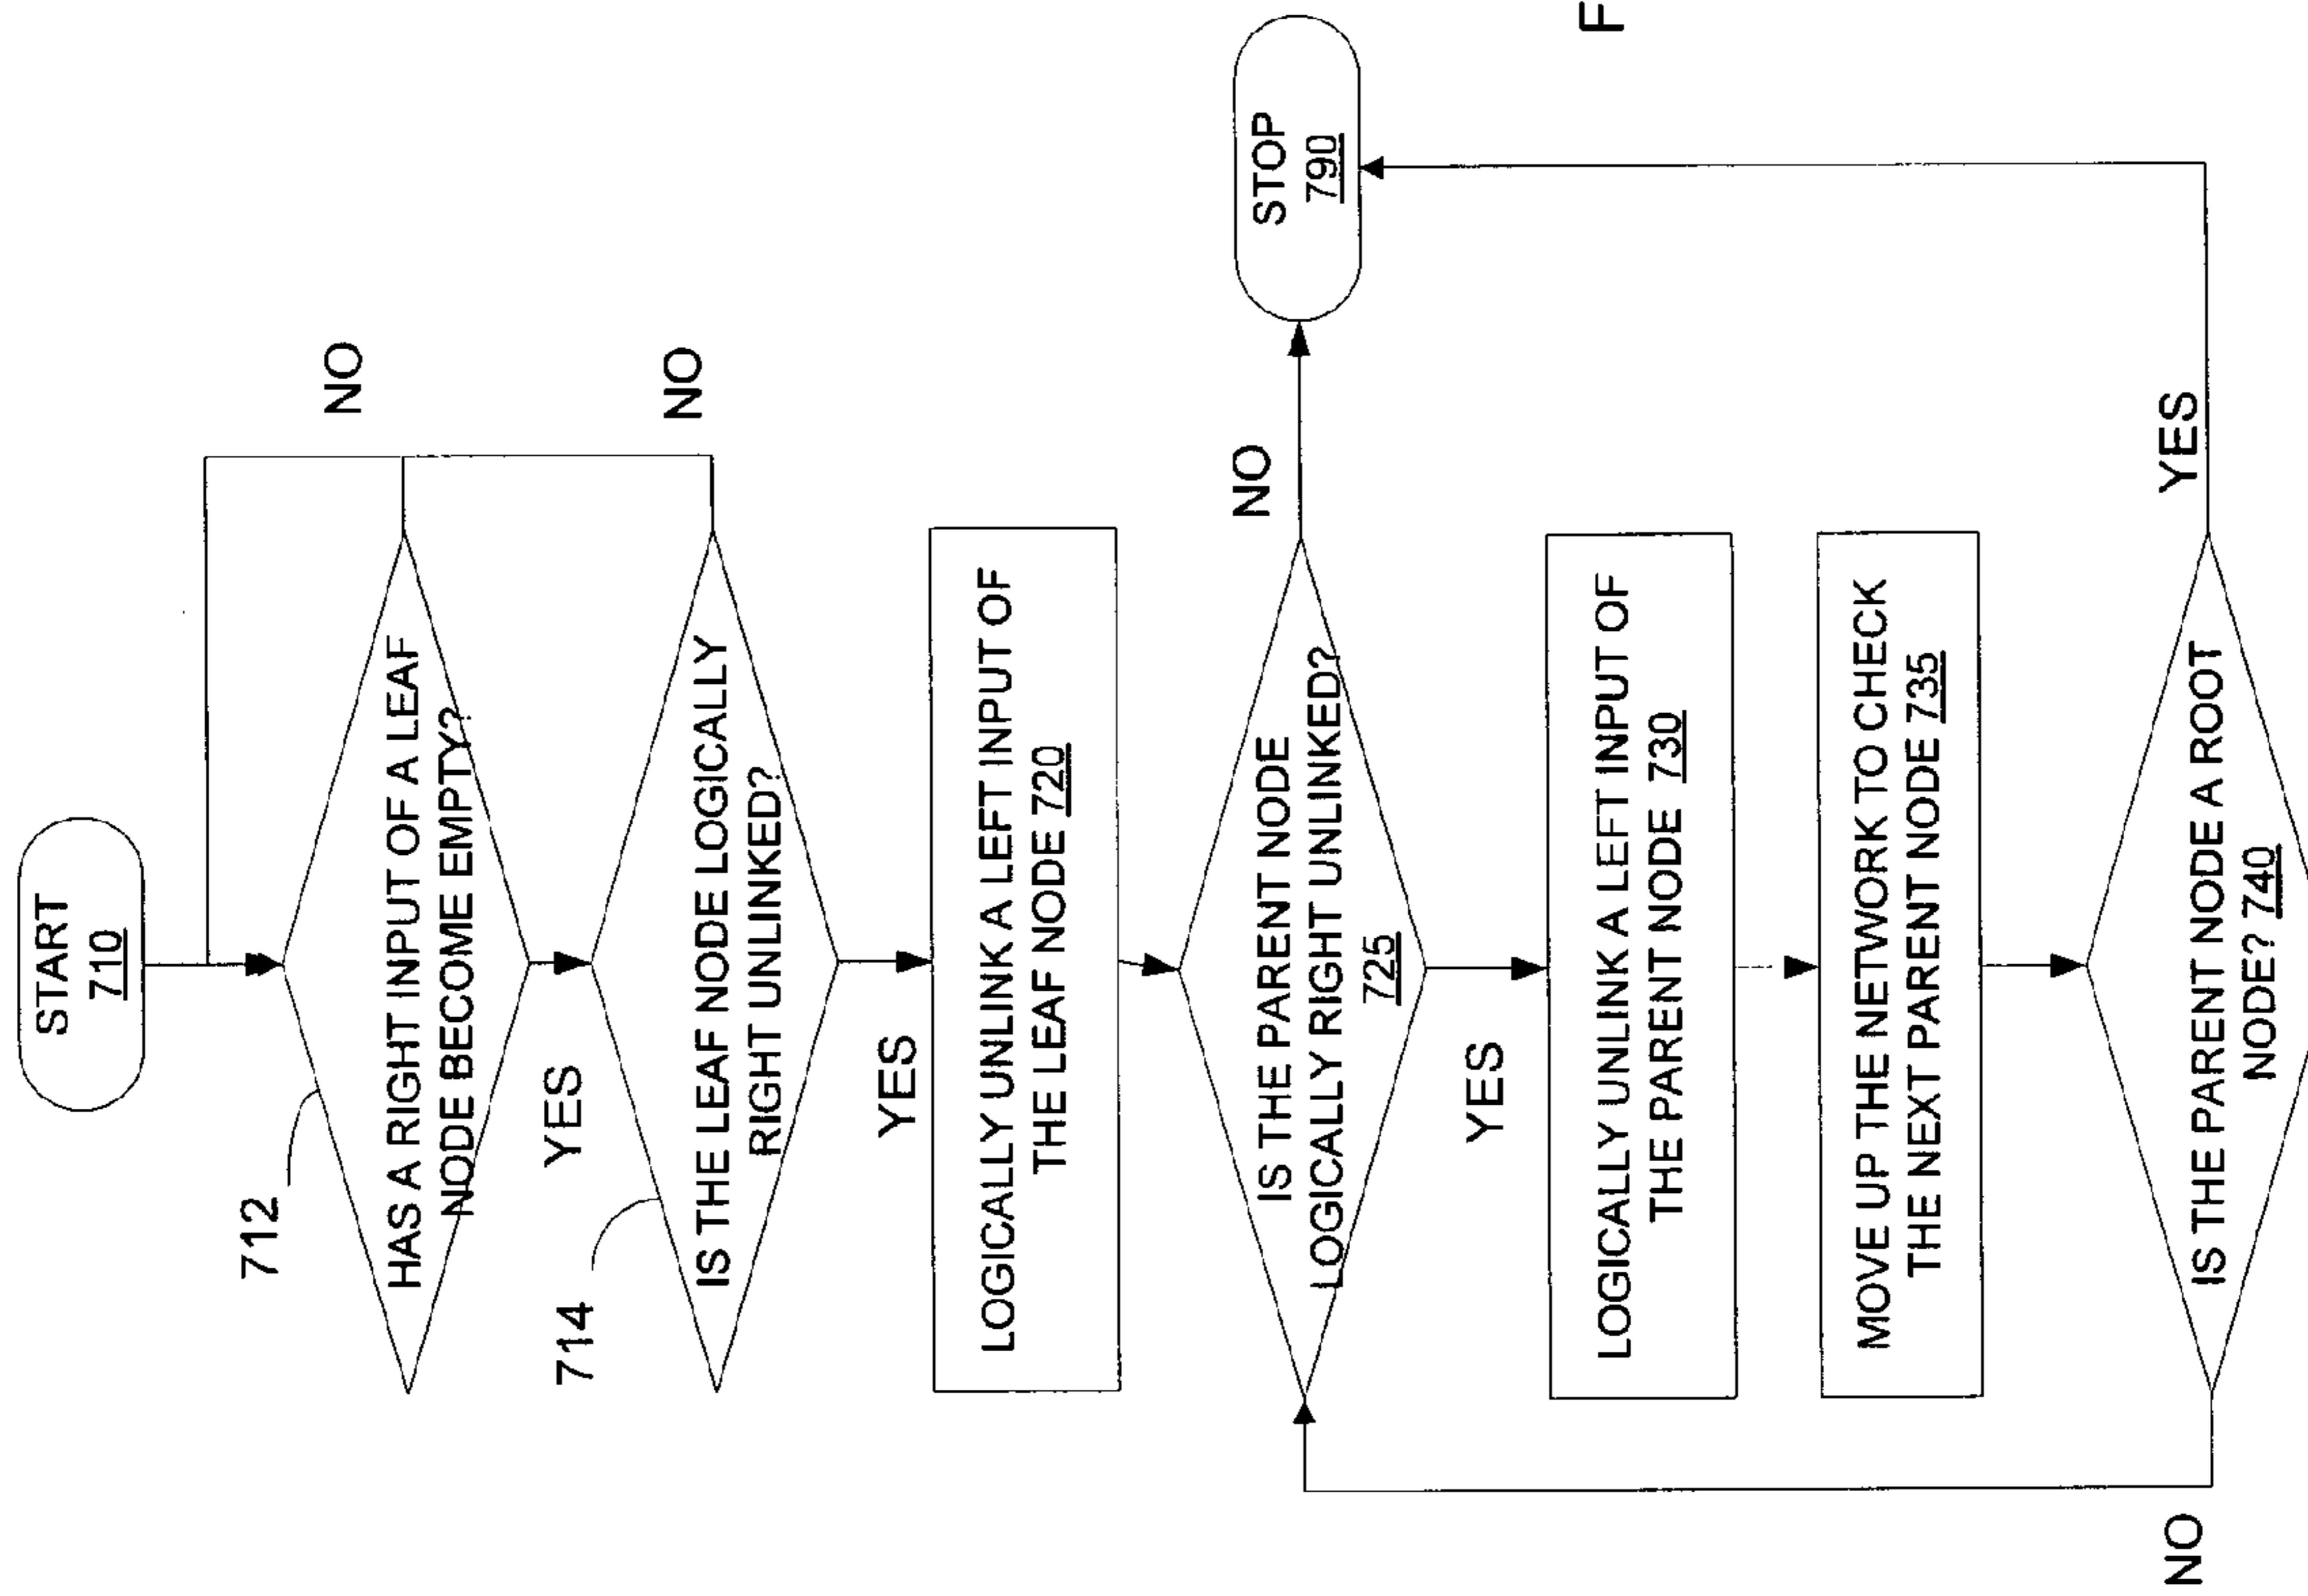 START
710
712
HAS A RIGHT INPUT OF A LEAF
NODE BECOME EMPTY?
NO
YES
714
IS THE LEAF NODE LOGICALLY
RIGHT UNLINKED?
NO
YES
LOGICALLY UNLINK A LEFT INPUT OF
THE LEAF NODE 720
IS THE PARENT NODE
LOGICALLY RIGHT UNLINKED?
725
NO
STOP
790
YES
LOGICALLY UNLINK A LEFT INPUT OF
THE PARENT NODE 730
MOVE UP THE NETWORK TO CHECK
THE NEXT PARENT NODE 735
IS THE PARENT NODE A ROOT
NODE? 740
YES
NO
F